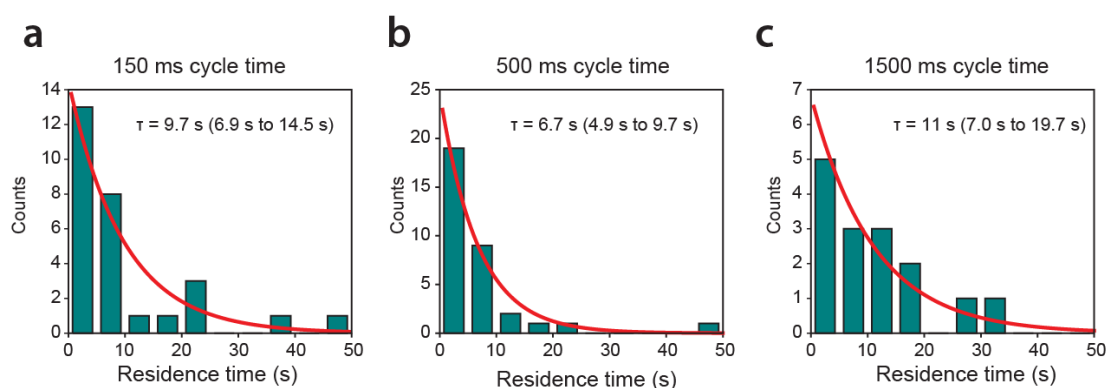 a
150 ms cycle time
14
12
10
8
6
4
2
0
Counts
τ = 9.7 s (6.9 s to 14.5 s)
0 10 20 30 40 50
Residence time (s)
b
500 ms cycle time
25
20
15
10
5
0
Counts
τ = 6.7 s (4.9 s to 9.7 s)
0 10 20 30 40 50
Residence time (s)
c
1500 ms cycle time
7
6
5
4
3
2
1
0
Counts
τ = 11 s (7.0 s to 19.7 s)
0 10 20 30 40 50
Residence time (s)